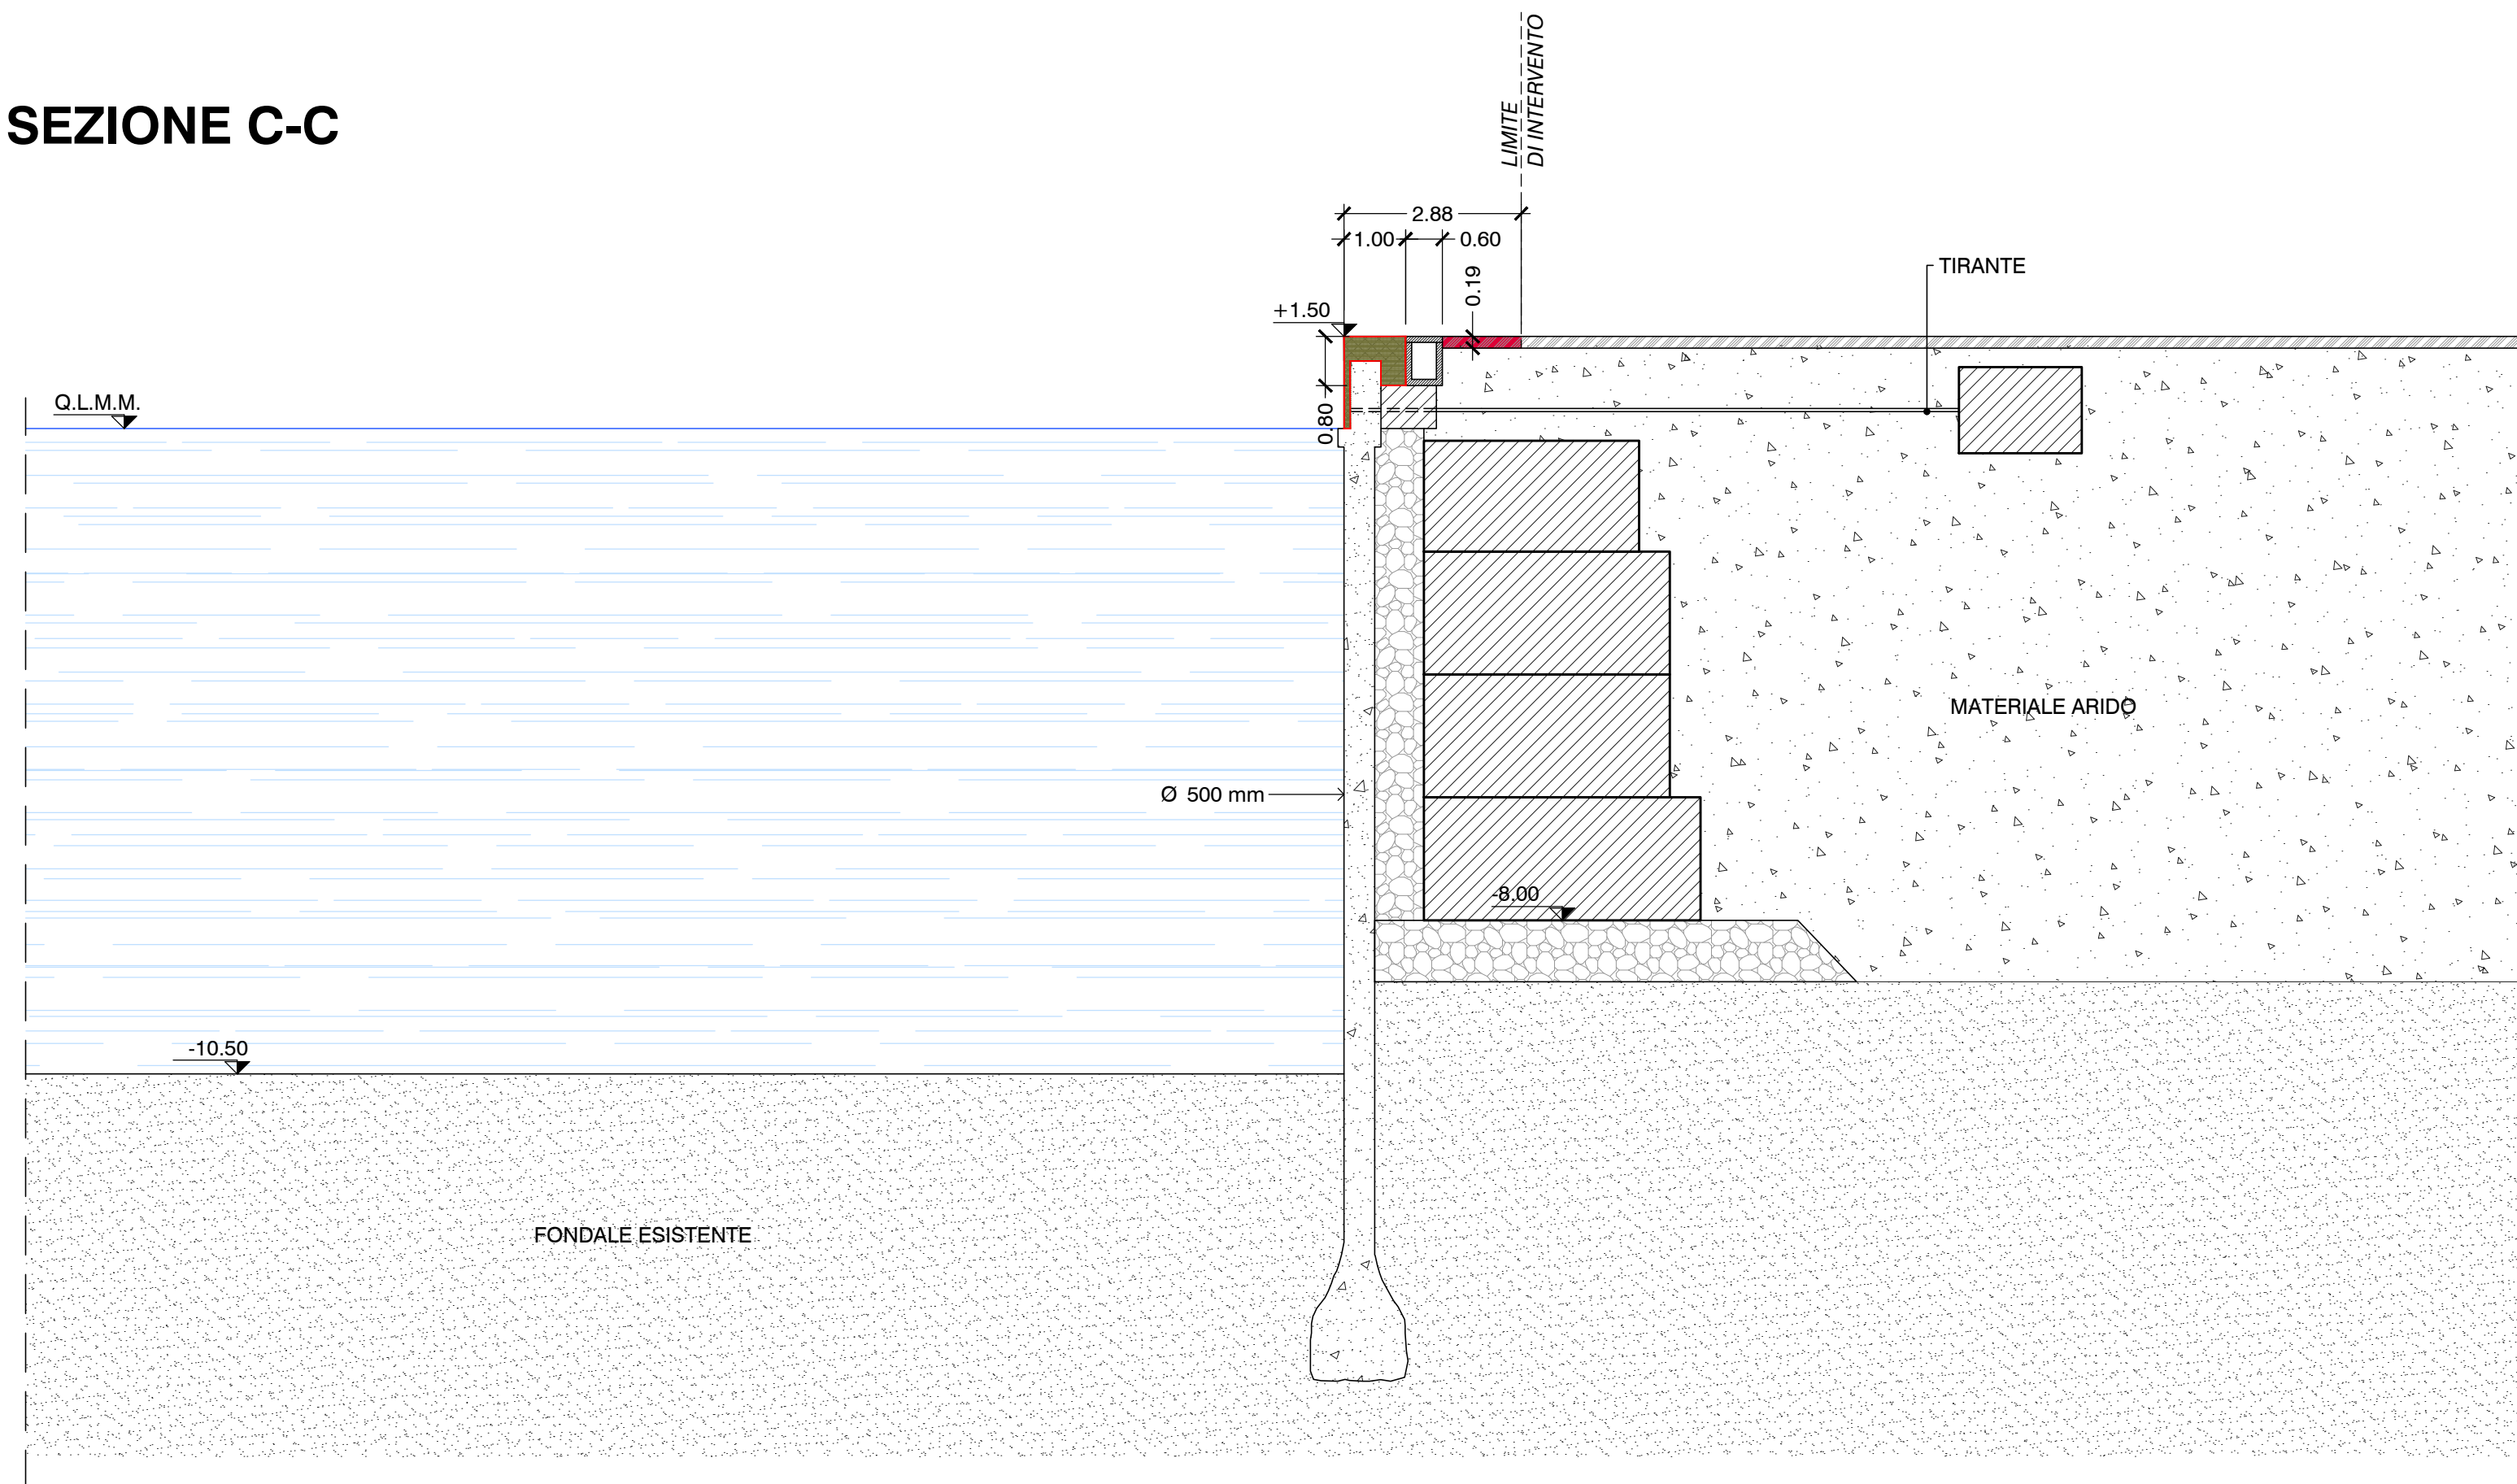 SEZIONE C-C
LIMITE
DI INTERVENTO
2.88
1.00
0.60
0.19
TIRANTE
+1.50
0.80
Q.L.M.M.
MATERIALE ARIDO
Ø 500 mm
-8.00
-10.50
FONDALE ESISTENTE